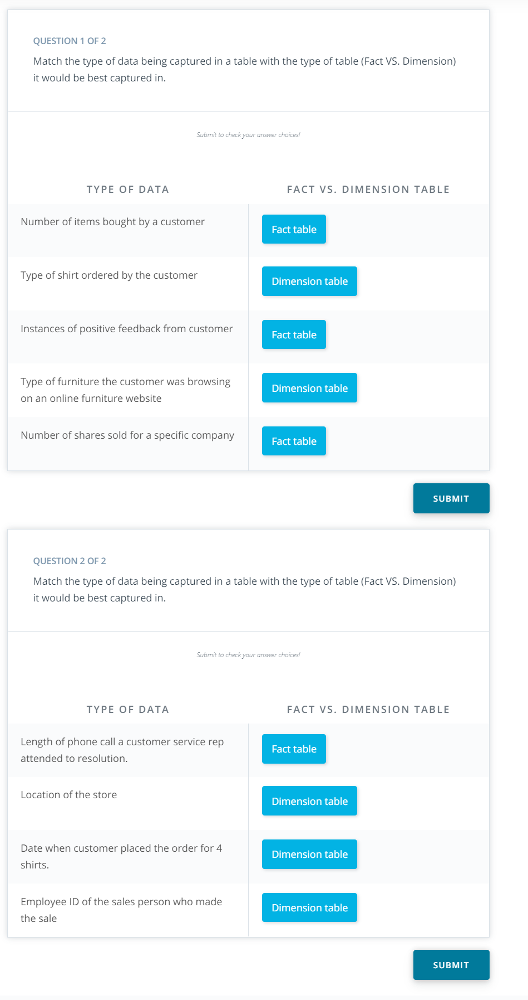 QUESTION 1 OF 2
Match the type of data being captured in a table with the type of table (Fact VS. Dimension)
it would be best captured in.
Submit to check your answer choices!
TYPE OF DATA
FACT VS. DIMENSION TABLE
Number of items bought by a customer
Fact table
Type of shirt ordered by the customer
Dimension table
Instances of positive feedback from customer
Fact table
Type of furniture the customer was browsing
on an online furniture website
Dimension table
Number of shares sold for a specific company
Fact table
SUBMIT
QUESTION 2 OF 2
Match the type of data being captured in a table with the type of table (Fact VS. Dimension)
it would be best captured in.
Submit to check your answer choices!
TYPE OF DATA
FACT VS. DIMENSION TABLE
Length of phone call a customer service rep
attended to resolution.
Fact table
Location of the store
Dimension table
Date when customer placed the order for 4
shirts.
Dimension table
Employee ID of the sales person who made
the sale
Dimension table
SUBMIT